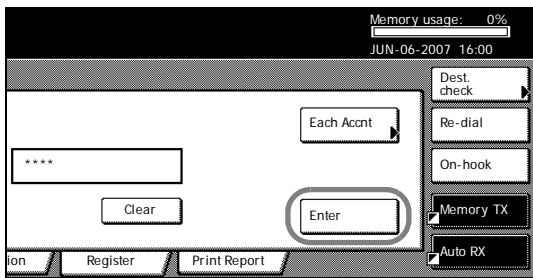 Memory usage: 0%
JUN-06-2007 16:00
Dest.
check
Each Accnt
Re-dial
****
On-hook
Clear
Enter
Memory TX
Auto RX
ion
Register
Print Report